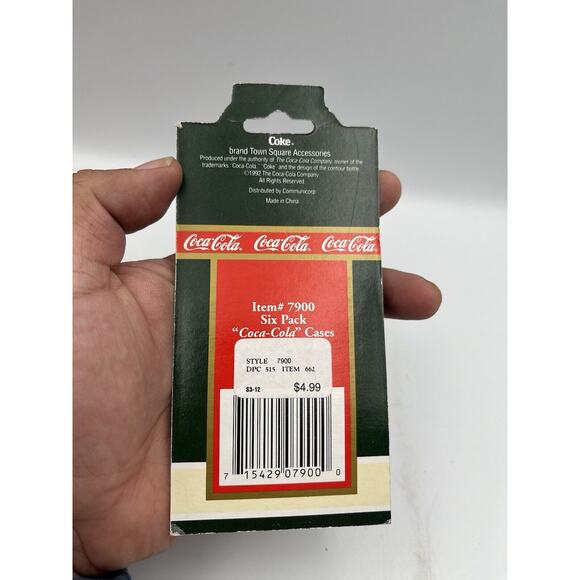 Coke®
brand Town Square Accessories
Produced under the authority of The Coca-Cola Company, owner of the
trademarks "Coca-Cola," "Coke" and the design of the contour bottle.
©1992 The Coca-Cola Company
All Rights Reserved
Distributed by Communicorp
Made in China
Coca-Cola® Coca-Cola® Coca-Cola®
Item# 7900
Six Pack
"Coca-Cola" Cases
STYLE 7900
DPC 515 ITEM 662
S3-12 $4.99
7 15429 07900 0